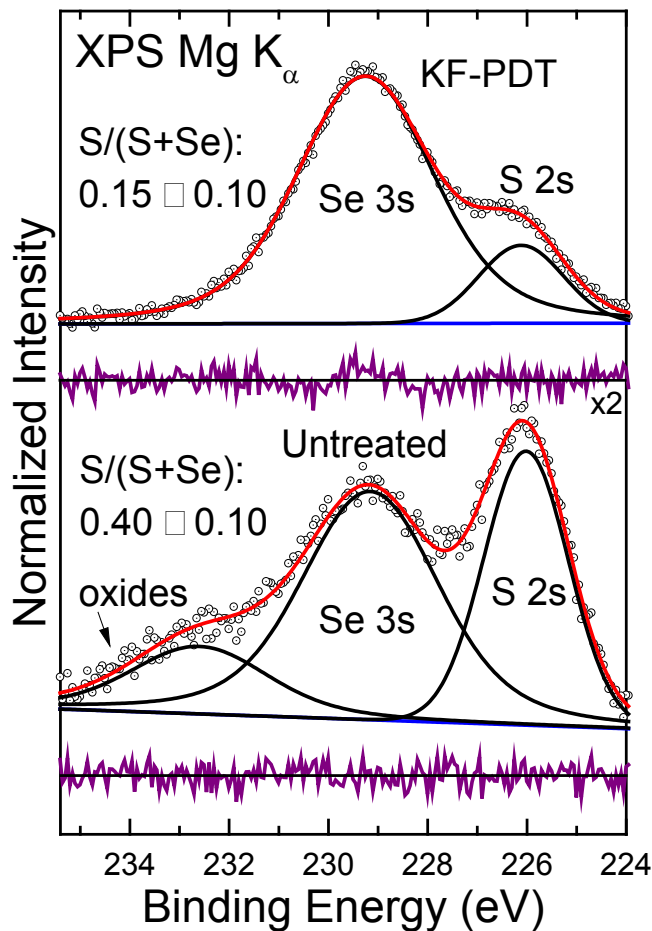 XPS Mg Kα
KF-PDT
S/(S+Se):
0.15 □ 0.10
Se 3s
S 2s
x2
Untreated
S/(S+Se):
0.40 □ 0.10
oxides
Se 3s
S 2s
Normalized Intensity
234 232 230 228 226 224
Binding Energy (eV)